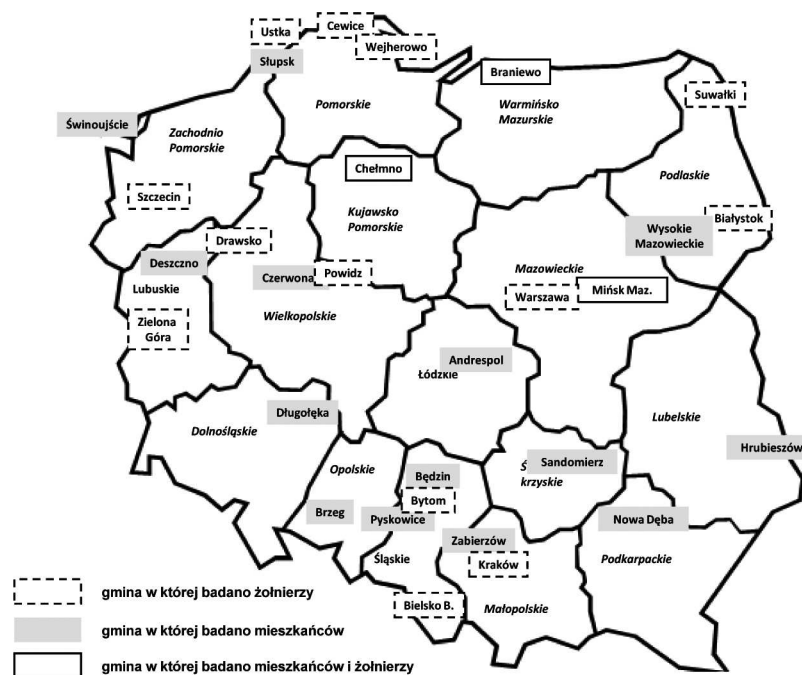 Ustka
Cewice
Wejherowo
Słupsk
Braniewo
Suwałki
Pomorskie
Warmińsko
Mazurskie
Świnoujście
Zachodnio
Pomorskie
Chełmno
Podlaskie
Szczecin
Kujawsko
Pomorskie
Białystok
Drawsko
Wysokie
Mazowieckie
Deszczno
Czerwona
Powidz
Mazowieckie
Lubuskie
Warszawa
Mińsk Maz.
Wielkopolskie
Zielona
Góra
Andrespol
Łódzkie
Długołęka
Dolnośląskie
Lubelskie
Hrubieszów
Opolskie
Będzin
Ś
Sandomierz
krzyskie
Bytom
Brzeg
Pyskowice
Nowa Dęba
Zabierzów
Śląskie
Kraków
Podkarpackie
Bielsko B.
Małopolskie
gmina w której badano żołnierzy
gmina w której badano mieszkańców
gmina w której badano mieszkańców i żołnierzy